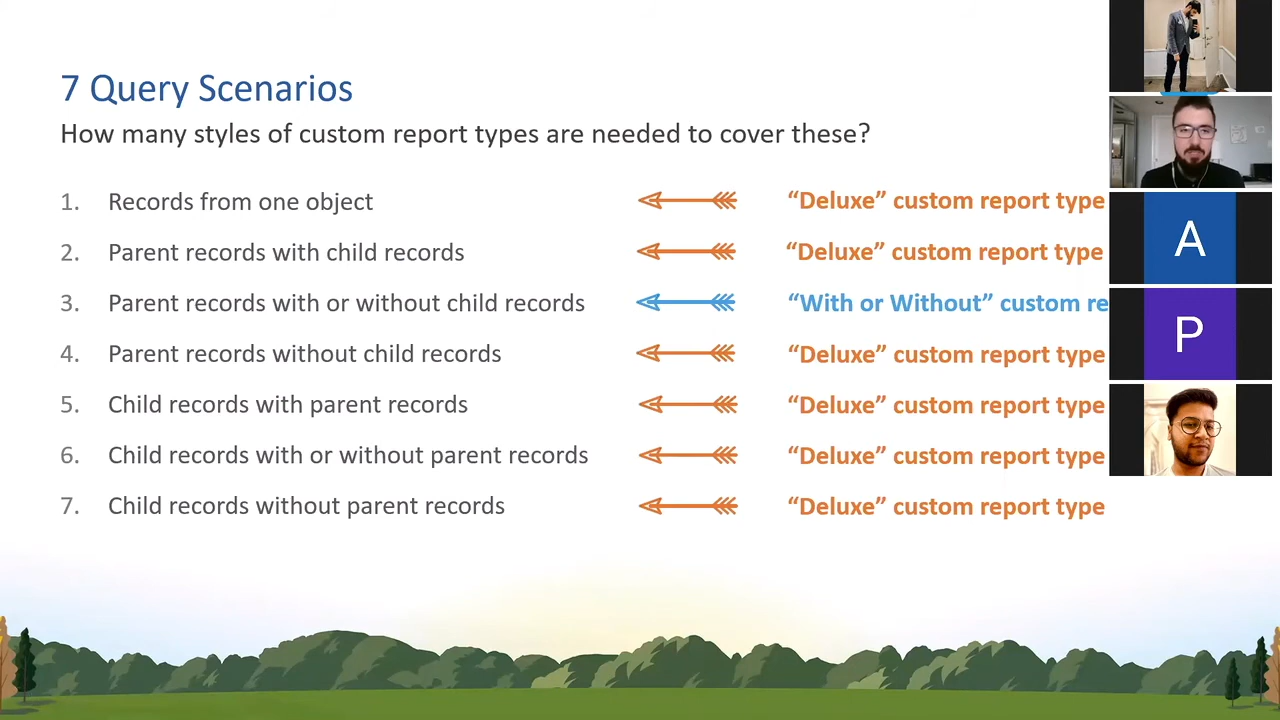 7 Query Scenarios
How many styles of custom report types are needed to cover these?
1. Records from one object “Deluxe” custom report type
2. Parent records with child records “Deluxe” custom report type
3. Parent records with or without child records “With or Without” custom re
4. Parent records without child records “Deluxe” custom report type
5. Child records with parent records “Deluxe” custom report type
6. Child records with or without parent records “Deluxe” custom report type
7. Child records without parent records “Deluxe” custom report type
A
P